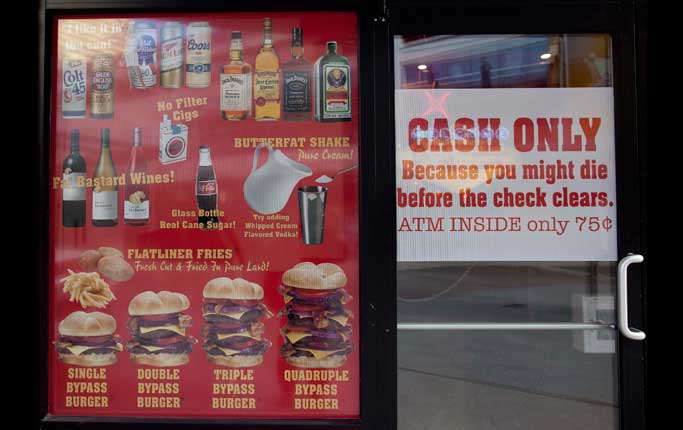 "I like it in
the can!"
Colt
45
OLDE
ENGLISH
800
Coors
No Filter
Cigs
BUTTERFAT SHAKE
Pure Cream!
Fat Bastard Wines!
Glass Bottle
Real Cane Sugar!
Try adding
Whipped Cream
Flavored Vodka!
FLATLINER FRIES
Fresh Cut & Fried In Pure Lard!
SINGLE
BYPASS
BURGER
DOUBLE
BYPASS
BURGER
TRIPLE
BYPASS
BURGER
QUADRUPLE
BYPASS
BURGER
CASH ONLY
Because you might die
before the check clears.
ATM INSIDE only 75¢